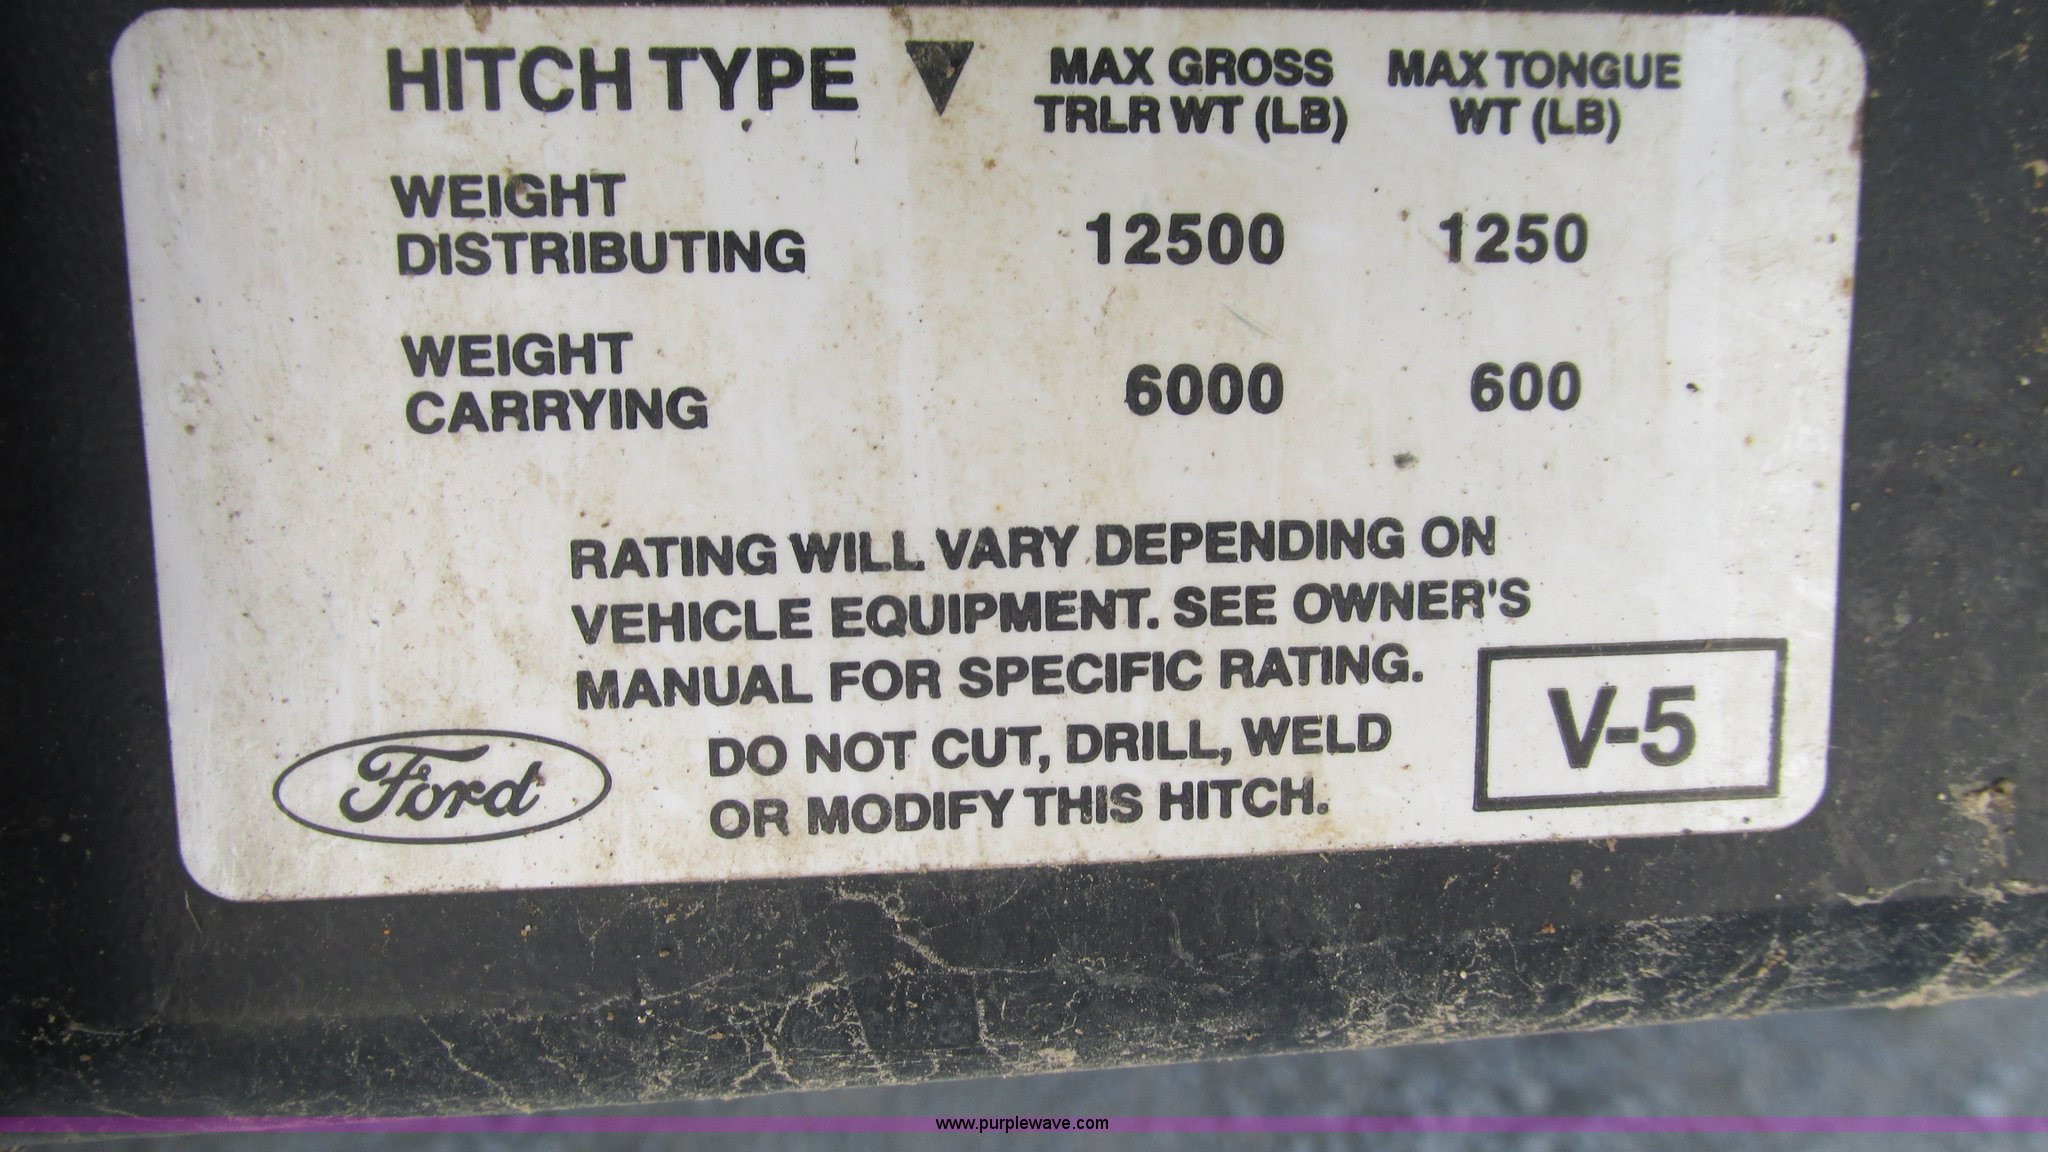 HITCH TYPE ▼ MAX GROSS TRLR WT (LB) MAX TONGUE WT (LB)
WEIGHT
DISTRIBUTING 12500 1250
WEIGHT
CARRYING 6000 600
RATING WILL VARY DEPENDING ON
VEHICLE EQUIPMENT. SEE OWNER'S
MANUAL FOR SPECIFIC RATING.
DO NOT CUT, DRILL, WELD
OR MODIFY THIS HITCH.
Ford
V-5
www.purplewave.com